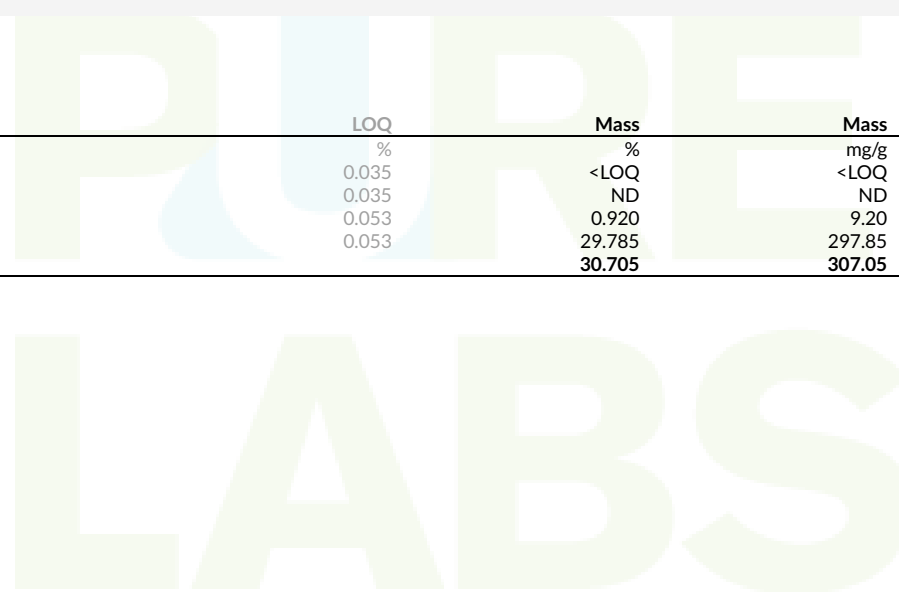 PURE
LOQ Mass Mass
% % mg/g
0.035 <LOQ <LOQ
0.035 ND ND
0.053 0.920 9.20
0.053 29.785 297.85
30.705 307.05
LABS